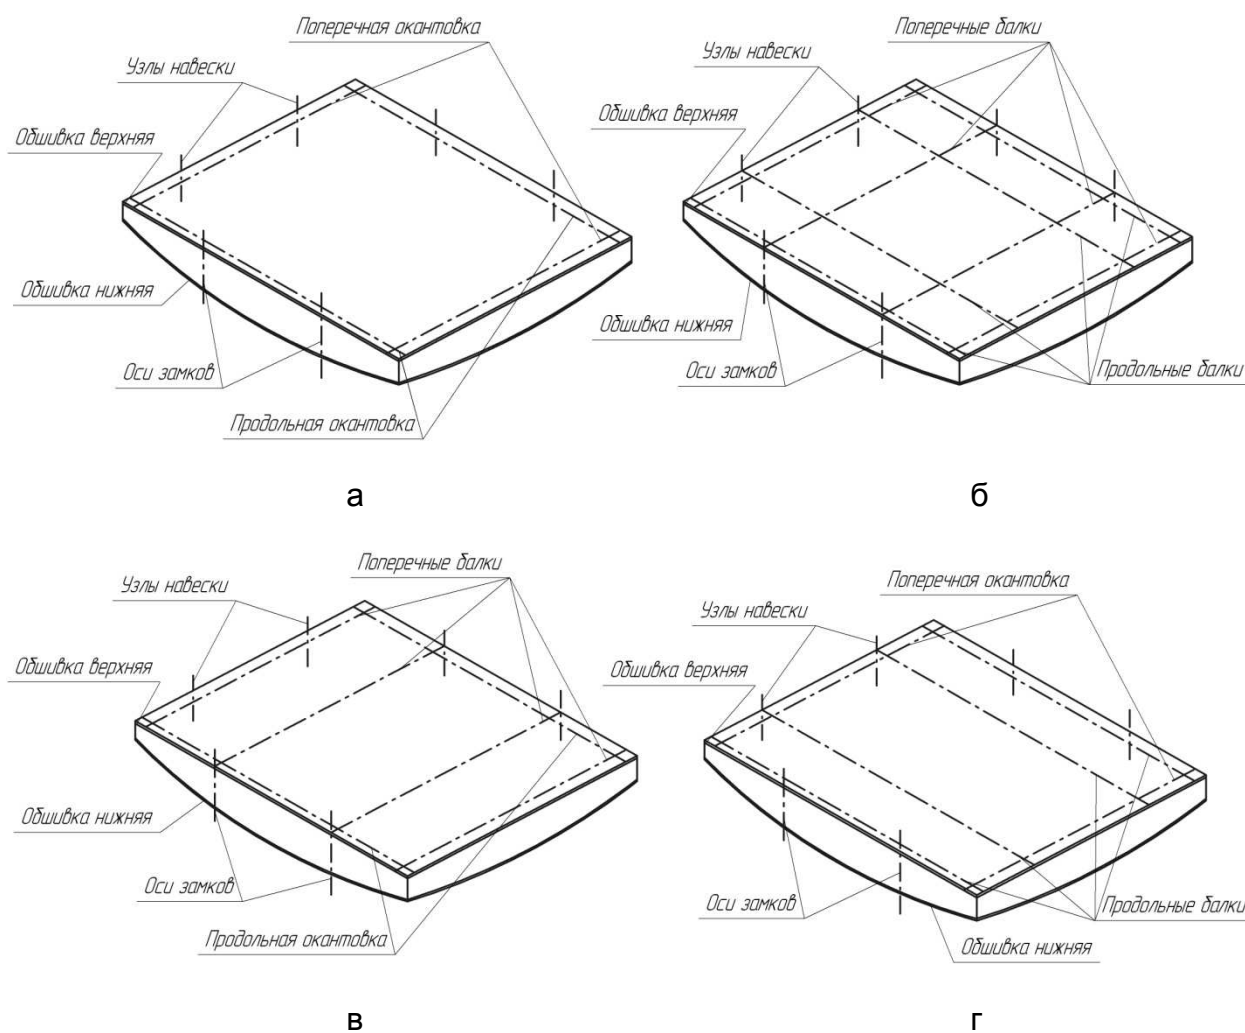 Поперечная окантовка
Узлы навески
Обшивка верхняя
Обшивка нижняя
Оси замков
Продольная окантовка
а
Поперечные балки
Узлы навески
Обшивка верхняя
Обшивка нижняя
Оси замков
Продольные балки
б
Поперечные балки
Узлы навески
Обшивка верхняя
Обшивка нижняя
Оси замков
Продольная окантовка
в
Поперечная окантовка
Узлы навески
Обшивка верхняя
Оси замков
Продольные балки
Обшивка нижняя
г